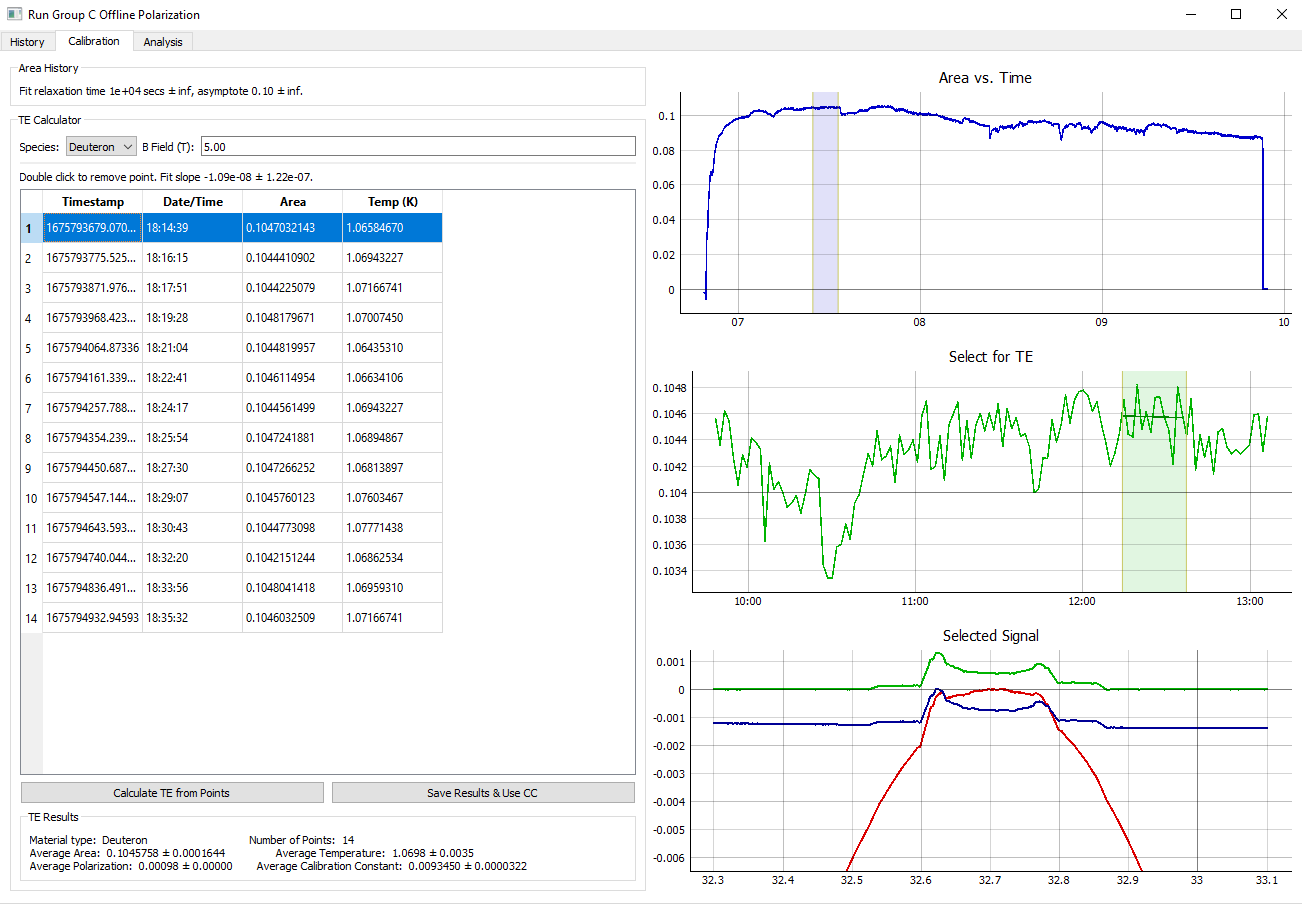 Run Group C Offline Polarization
History Calibration Analysis
Area History
Fit relaxation time 1e+04 secs ± inf, asymptote 0.10 ± inf.
TE Calculator
Species: Deuteron B Field (T): 5.00
Double click to remove point. Fit slope -1.09e-08 ± 1.22e-07.
Timestamp Date/Time Area Temp (K)
1 1675793679.070... 18:14:39 0.1047032143 1.06584670
2 1675793775.525... 18:16:15 0.1044410902 1.06943227
3 1675793871.976... 18:17:51 0.1044225079 1.07166741
4 1675793968.423... 18:19:28 0.1048179671 1.07007450
5 1675794064.87336 18:21:04 0.1044819957 1.06435310
6 1675794161.339... 18:22:41 0.1046114954 1.06634106
7 1675794257.788... 18:24:17 0.1044561499 1.06943227
8 1675794354.239... 18:25:54 0.1047241881 1.06894867
9 1675794450.687... 18:27:30 0.1047266252 1.06813897
10 1675794547.144... 18:29:07 0.1045760123 1.07603467
11 1675794643.593... 18:30:43 0.1044773098 1.07771438
12 1675794740.044... 18:32:20 0.1042151244 1.06862534
13 1675794836.491... 18:33:56 0.1048041418 1.06959310
14 1675794932.94593 18:35:32 0.1046032509 1.07166741
Calculate TE from Points Save Results & Use CC
TE Results
Material type: Deuteron Number of Points: 14
Average Area: 0.1045758 ± 0.0001644 Average Temperature: 1.0698 ± 0.0035
Average Polarization: 0.00098 ± 0.00000 Average Calibration Constant: 0.0093450 ± 0.0000322
Area vs. Time
0.1
0.08
0.06
0.04
0.02
0
07 08 09 10
Select for TE
0.1048
0.1046
0.1044
0.1042
0.104
0.1038
0.1036
0.1034
10:00 11:00 12:00 13:00
Selected Signal
0.001
0
-0.001
-0.002
-0.003
-0.004
-0.005
-0.006
32.3 32.4 32.5 32.6 32.7 32.8 32.9 33 33.1